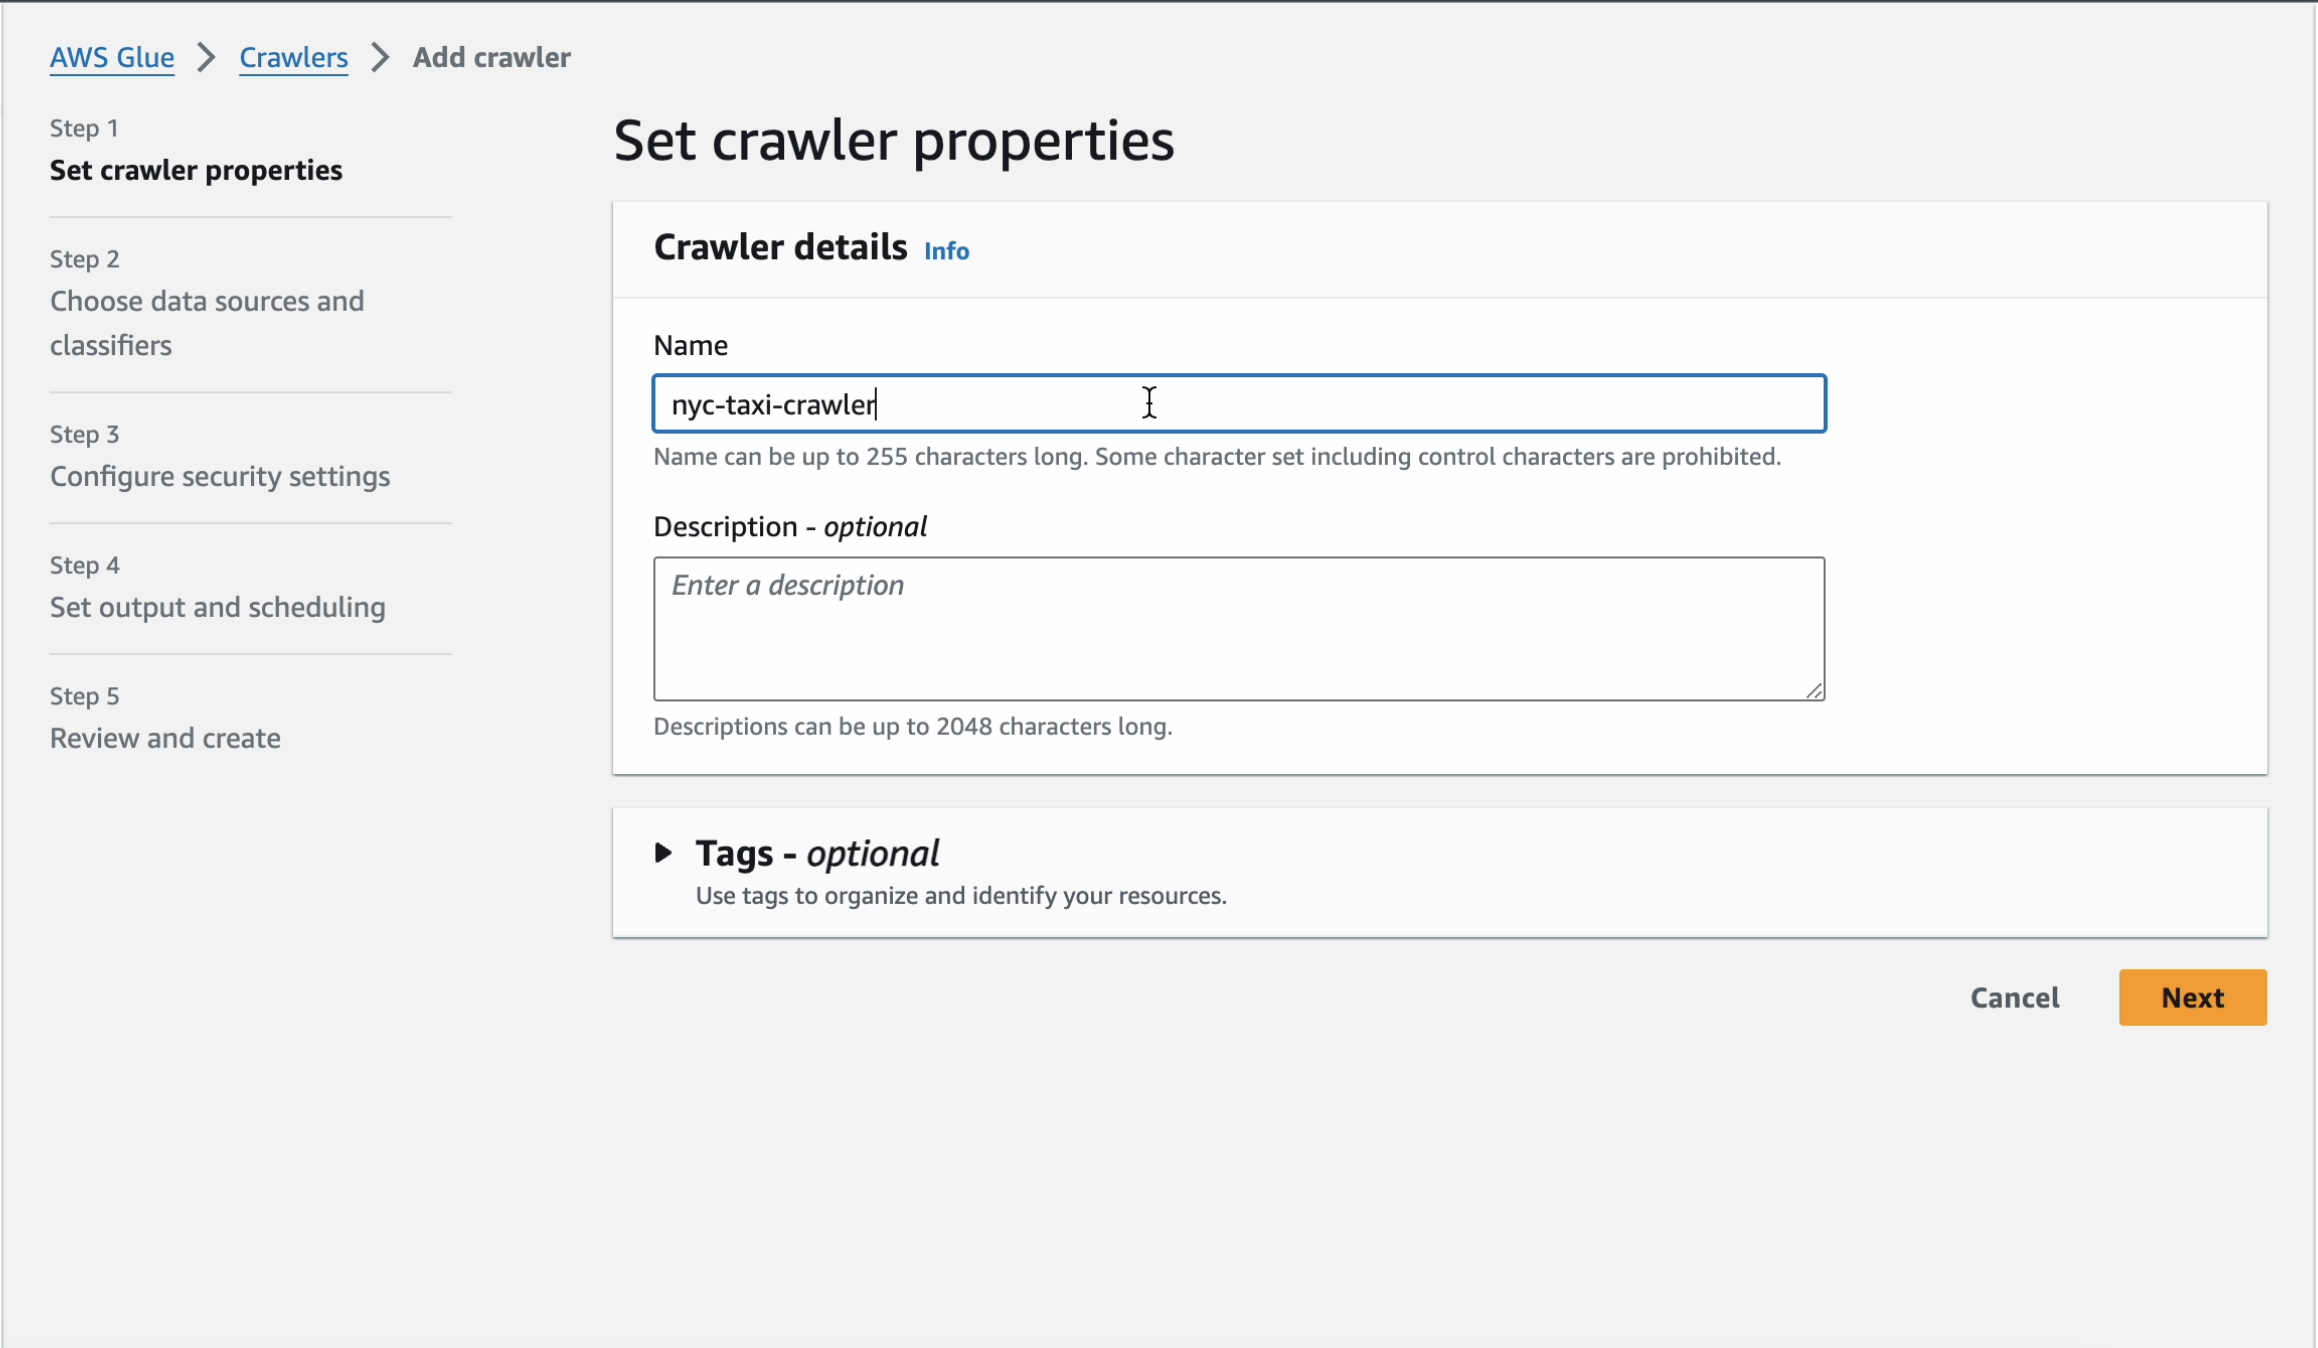 AWS Glue > Crawlers > Add crawler
Step 1
Set crawler properties
Step 2
Choose data sources and
classifiers
Step 3
Configure security settings
Step 4
Set output and scheduling
Step 5
Review and create
Set crawler properties
Crawler details Info
Name
nyc-taxi-crawler
Name can be up to 255 characters long. Some character set including control characters are prohibited.
Description - optional
Enter a description
Descriptions can be up to 2048 characters long.
Tags - optional
Use tags to organize and identify your resources.
Cancel Next